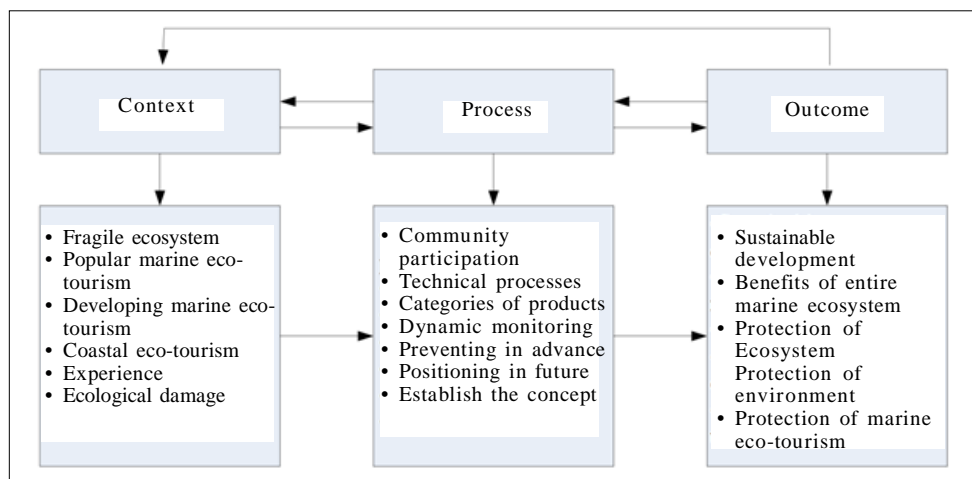 Context
Process
Outcome
• Fragile ecosystem
• Popular marine eco-
tourism
• Developing marine eco-
tourism
• Coastal eco-tourism
• Experience
• Ecological damage
• Community
participation
• Technical processes
• Categories of products
• Dynamic monitoring
• Preventing in advance
• Positioning in future
• Establish the concept
• Sustainable
development
• Benefits of entire
marine ecosystem
• Protection of
Ecosystem
Protection of
environment
• Protection of marine
eco-tourism